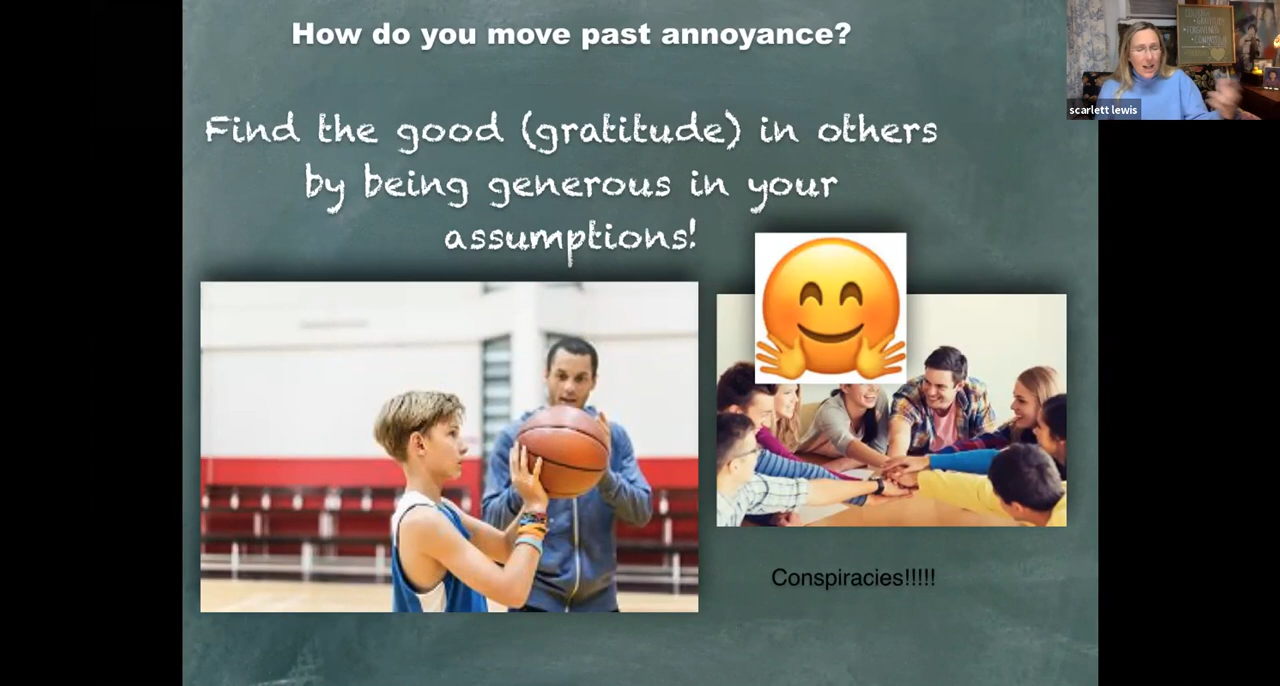 How do you move past annoyance?
Find the good (gratitude) in others
by being generous in your
assumptions!
scarlett lewis
Conspiracies!!!!!